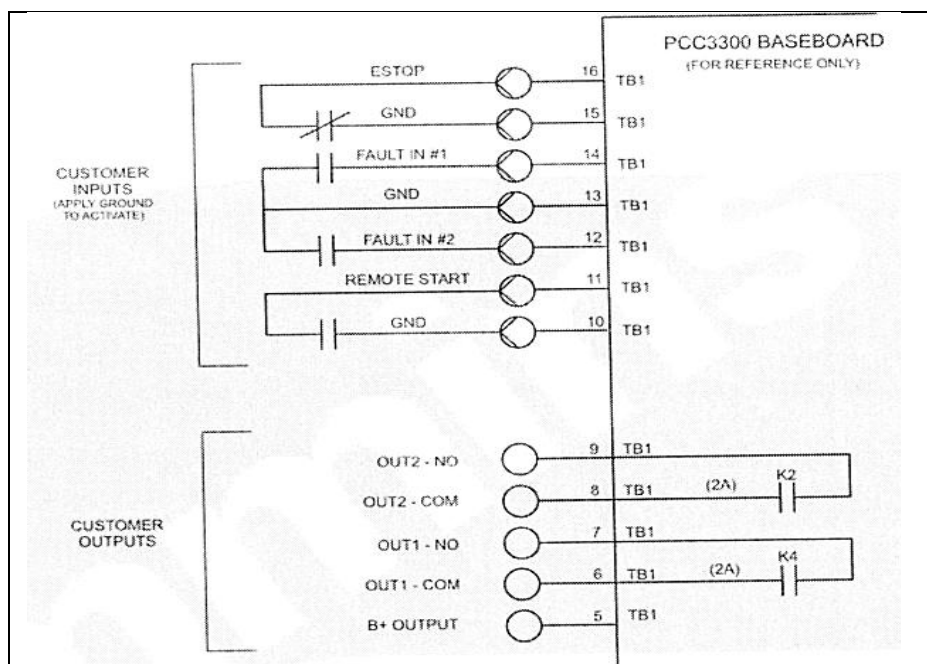 PCC3300 BASEBOARD
(FOR REFERENCE ONLY)
CUSTOMER
INPUTS
(APPLY GROUND
TO ACTIVATE)
ESTOP 16 TB1
GND 15 TB1
FAULT IN #1 14 TB1
GND 13 TB1
FAULT IN #2 12 TB1
REMOTE START 11 TB1
GND 10 TB1
CUSTOMER
OUTPUTS
OUT2 - NO 9 TB1
OUT2 - COM 8 TB1 (2A) K2
OUT1 - NO 7 TB1
OUT1 - COM 6 TB1 (2A) K4
B+ OUTPUT 5 TB1